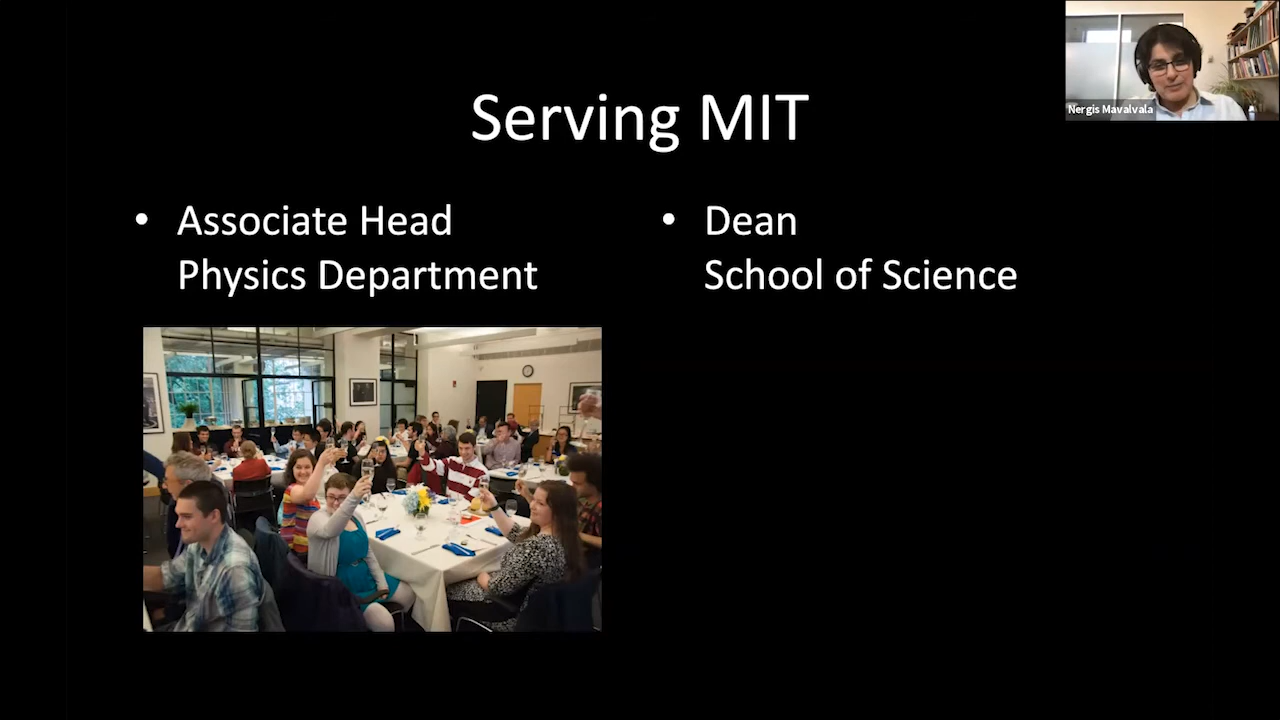 Serving MIT
Nergis Mavalvala
• Associate Head
Physics Department
• Dean
School of Science